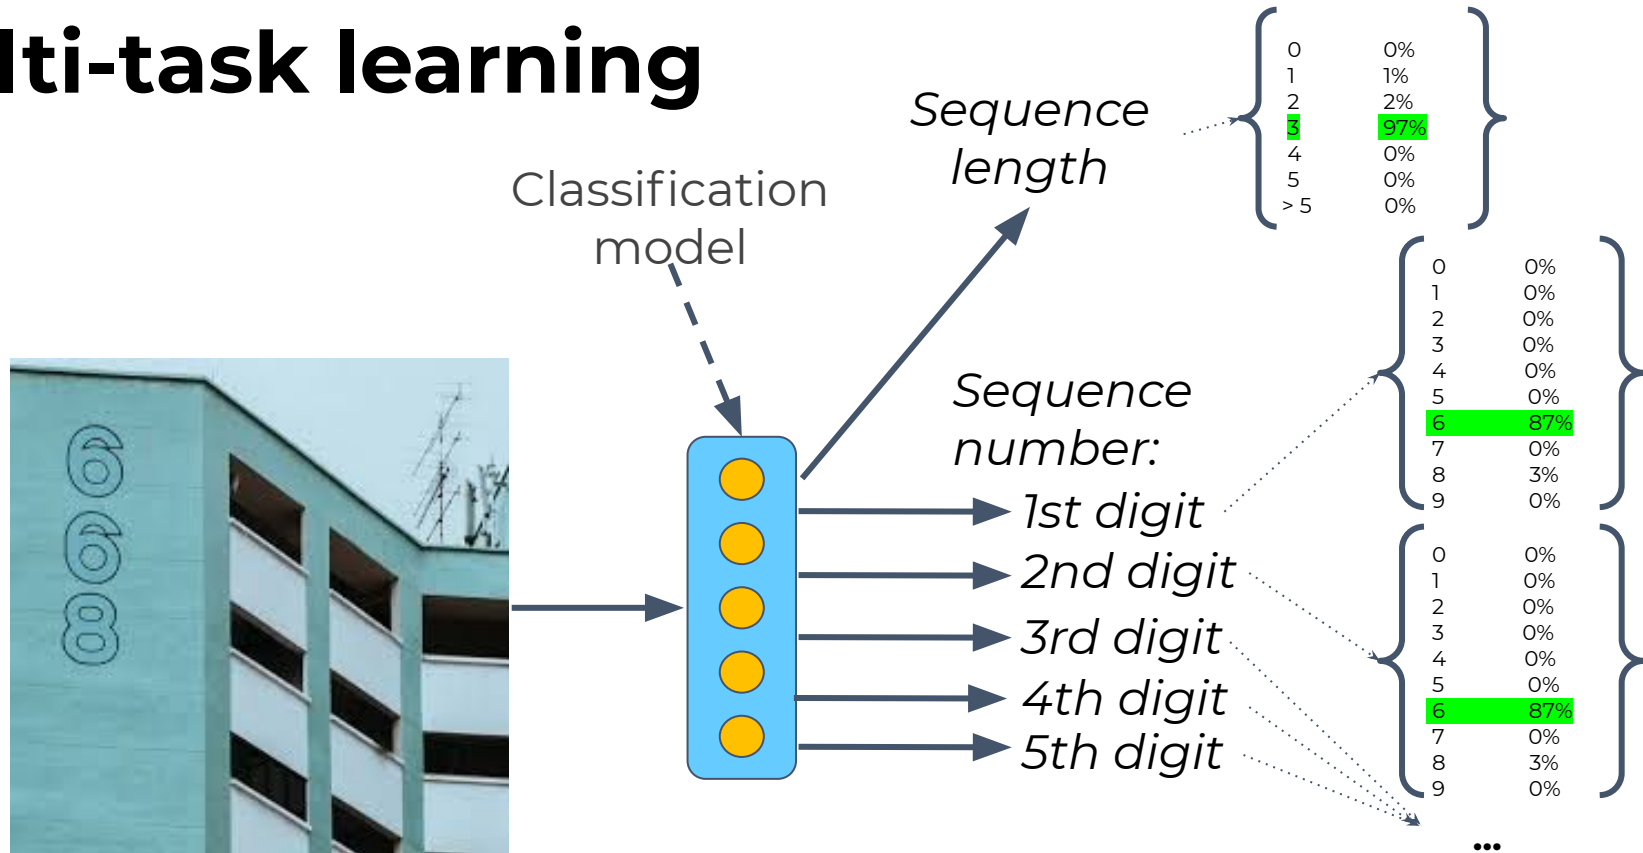 lti-task learning
Classification
model
Sequence
length
0 0%
1 1%
2 2%
3 97%
4 0%
5 0%
> 5 0%
6
6
8
Sequence
number:
1st digit
2nd digit
3rd digit
4th digit
5th digit
0 0%
1 0%
2 0%
3 0%
4 0%
5 0%
6 87%
7 0%
8 3%
9 0%
0 0%
1 0%
2 0%
3 0%
4 0%
5 0%
6 87%
7 0%
8 3%
9 0%
...